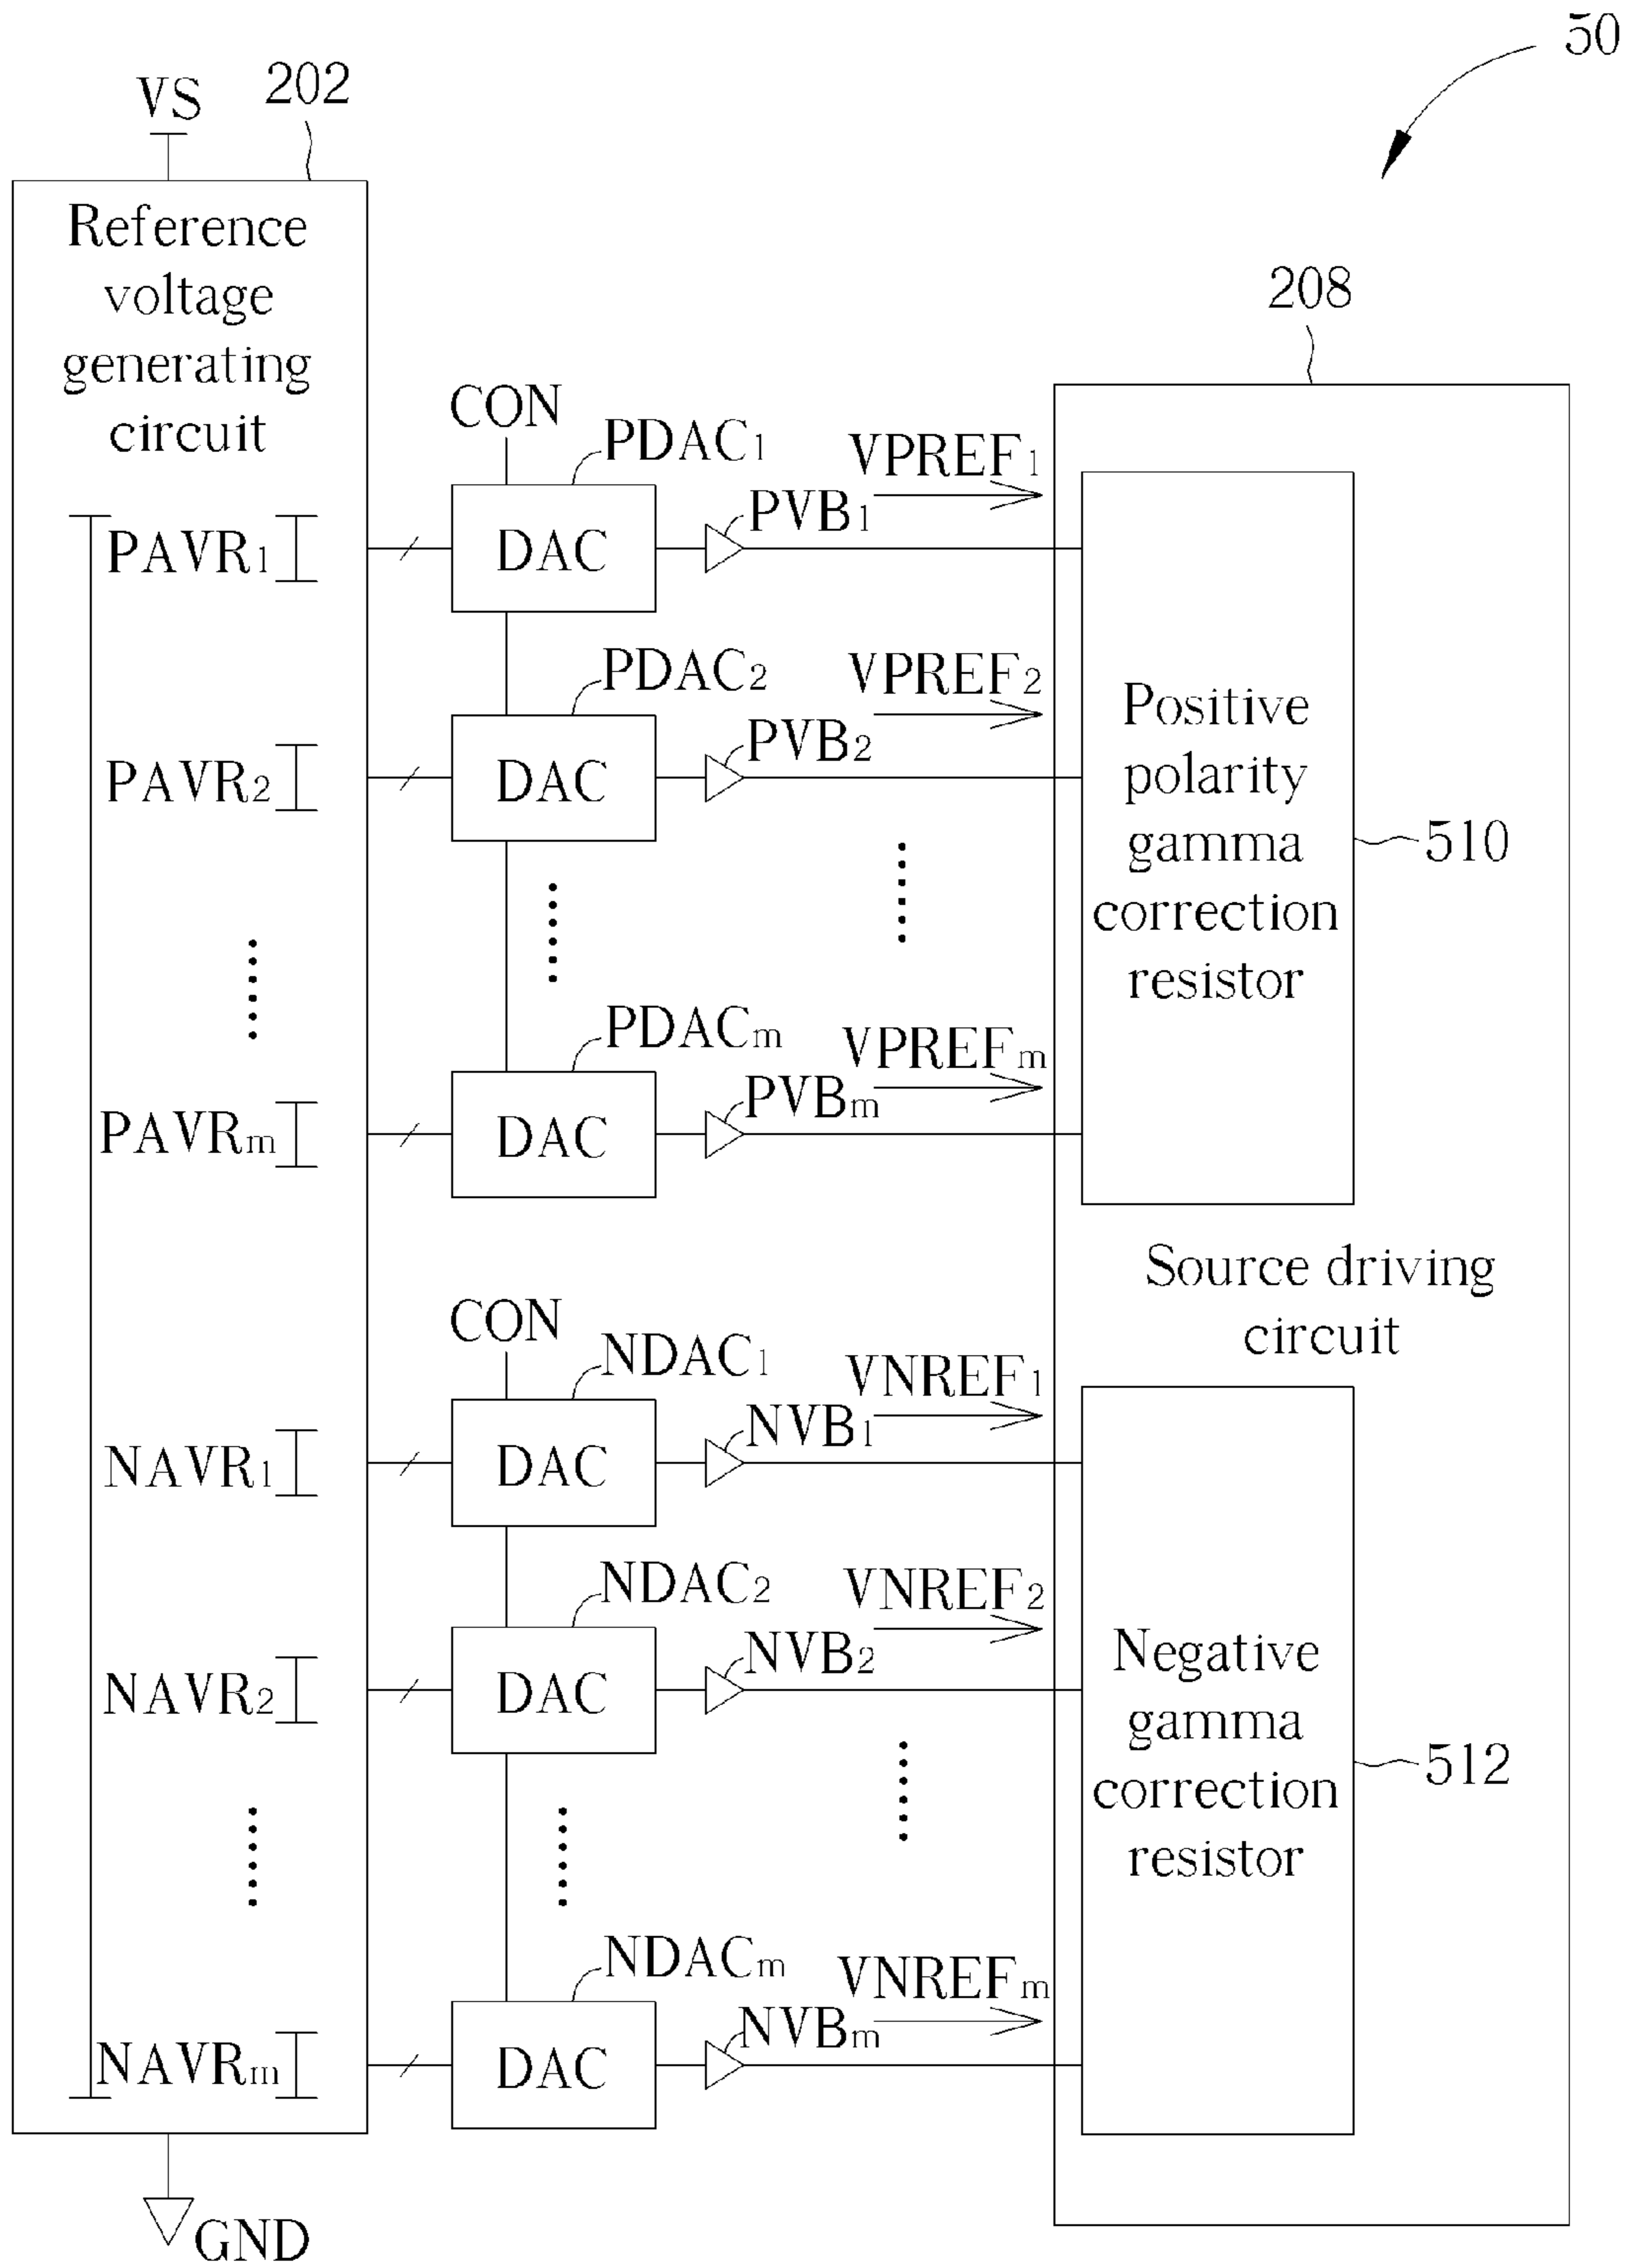 50
VS
202
Reference
voltage
generating
circuit
208
CON
PDAC1
VPREF1
PVB1
PAVR1
DAC
PDAC2
VPREF2
PVB2
PAVR2
DAC
Positive
polarity
gamma
correction
resistor
510
PDACm
VPREFm
PVBm
PAVRm
DAC
Source driving
circuit
CON
NDAC1
VNREF1
NVB1
NAVR1
DAC
NDAC2
VNREF2
NVB2
NAVR2
DAC
Negative
gamma
correction
resistor
512
NDACm
VNREFm
NVBm
NAVRm
DAC
GND